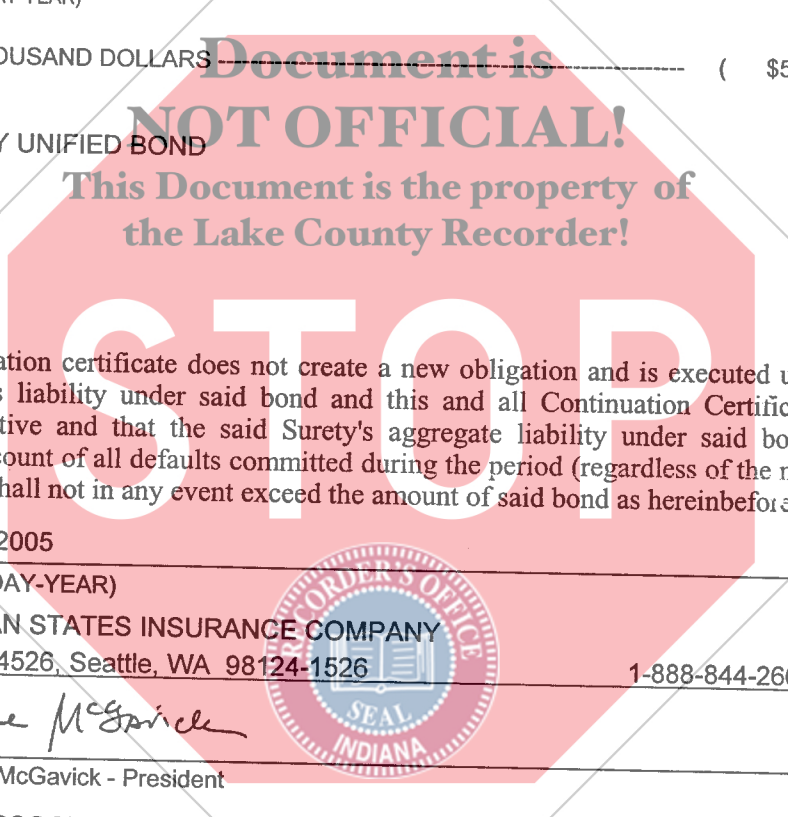 OUSAND DOLLARS ---------------------------------------------------------------- ( $5
Document is
NOT OFFICIAL!
Y UNIFIED BOND
This Document is the property of
the Lake County Recorder!
STOP
ation certificate does not create a new obligation and is executed u
liability under said bond and this and all Continuation Certific
tive and that the said Surety's aggregate liability under said bo
count of all defaults committed during the period (regardless of the n
hall not in any event exceed the amount of said bond as hereinbefore
2005
DAY-YEAR)
AN STATES INSURANCE COMPANY
4526, Seattle, WA 98124-1526 1-888-844-266
RECORDER'S OFFICE
SEAL
INDIANA
McGavick
McGavick - President